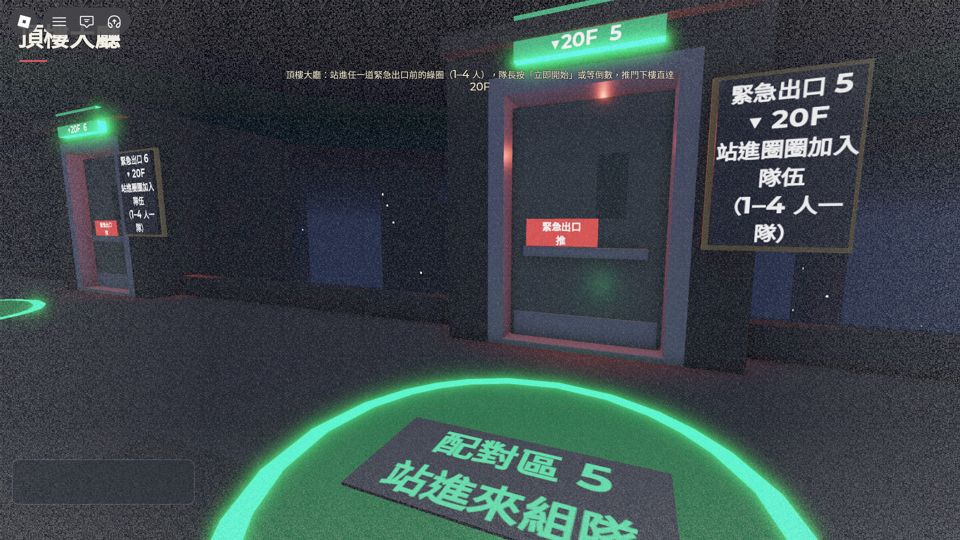 頂樓大廳
頂樓大廳：站進任一道緊急出口前的綠圈（1–4 人），隊長按「立即開始」或等倒數，推門下樓直達
20F
▼20F 5
緊急出口 5
▼ 20F
站進圈圈加入
隊伍
（1–4 人一
隊）
緊急出口
推
▼20F 6
緊急出口 6
▼ 20F
站進圈圈加入
隊伍
（1–4 人一
隊）
緊急出口
推
配對區 5
站進來組隊